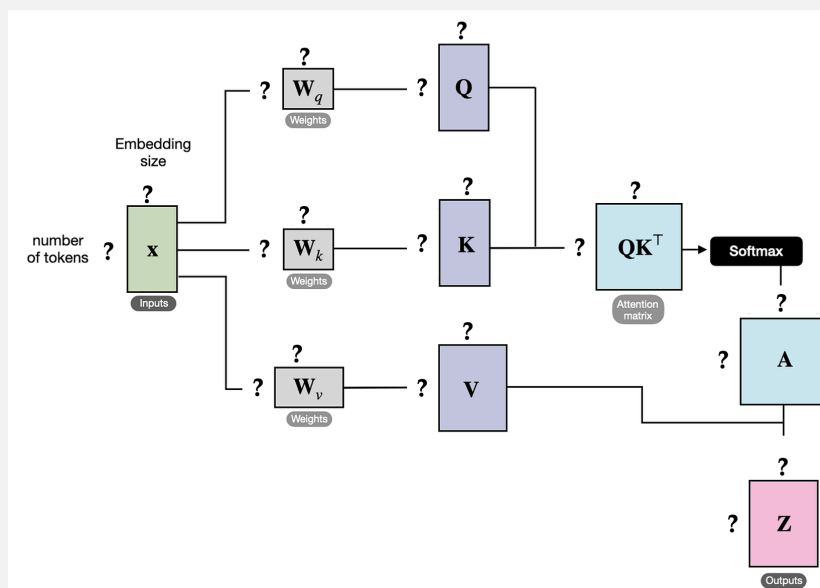 ?
?
? W_q
? Q
Weights
Embedding
size
?
number
of tokens
? x
Inputs
?
? W_k
Weights
?
? K
?
? QK^⊤
Attention
matrix
Softmax
?
? W_v
Weights
?
? V
?
? A
?
? Z
Outputs